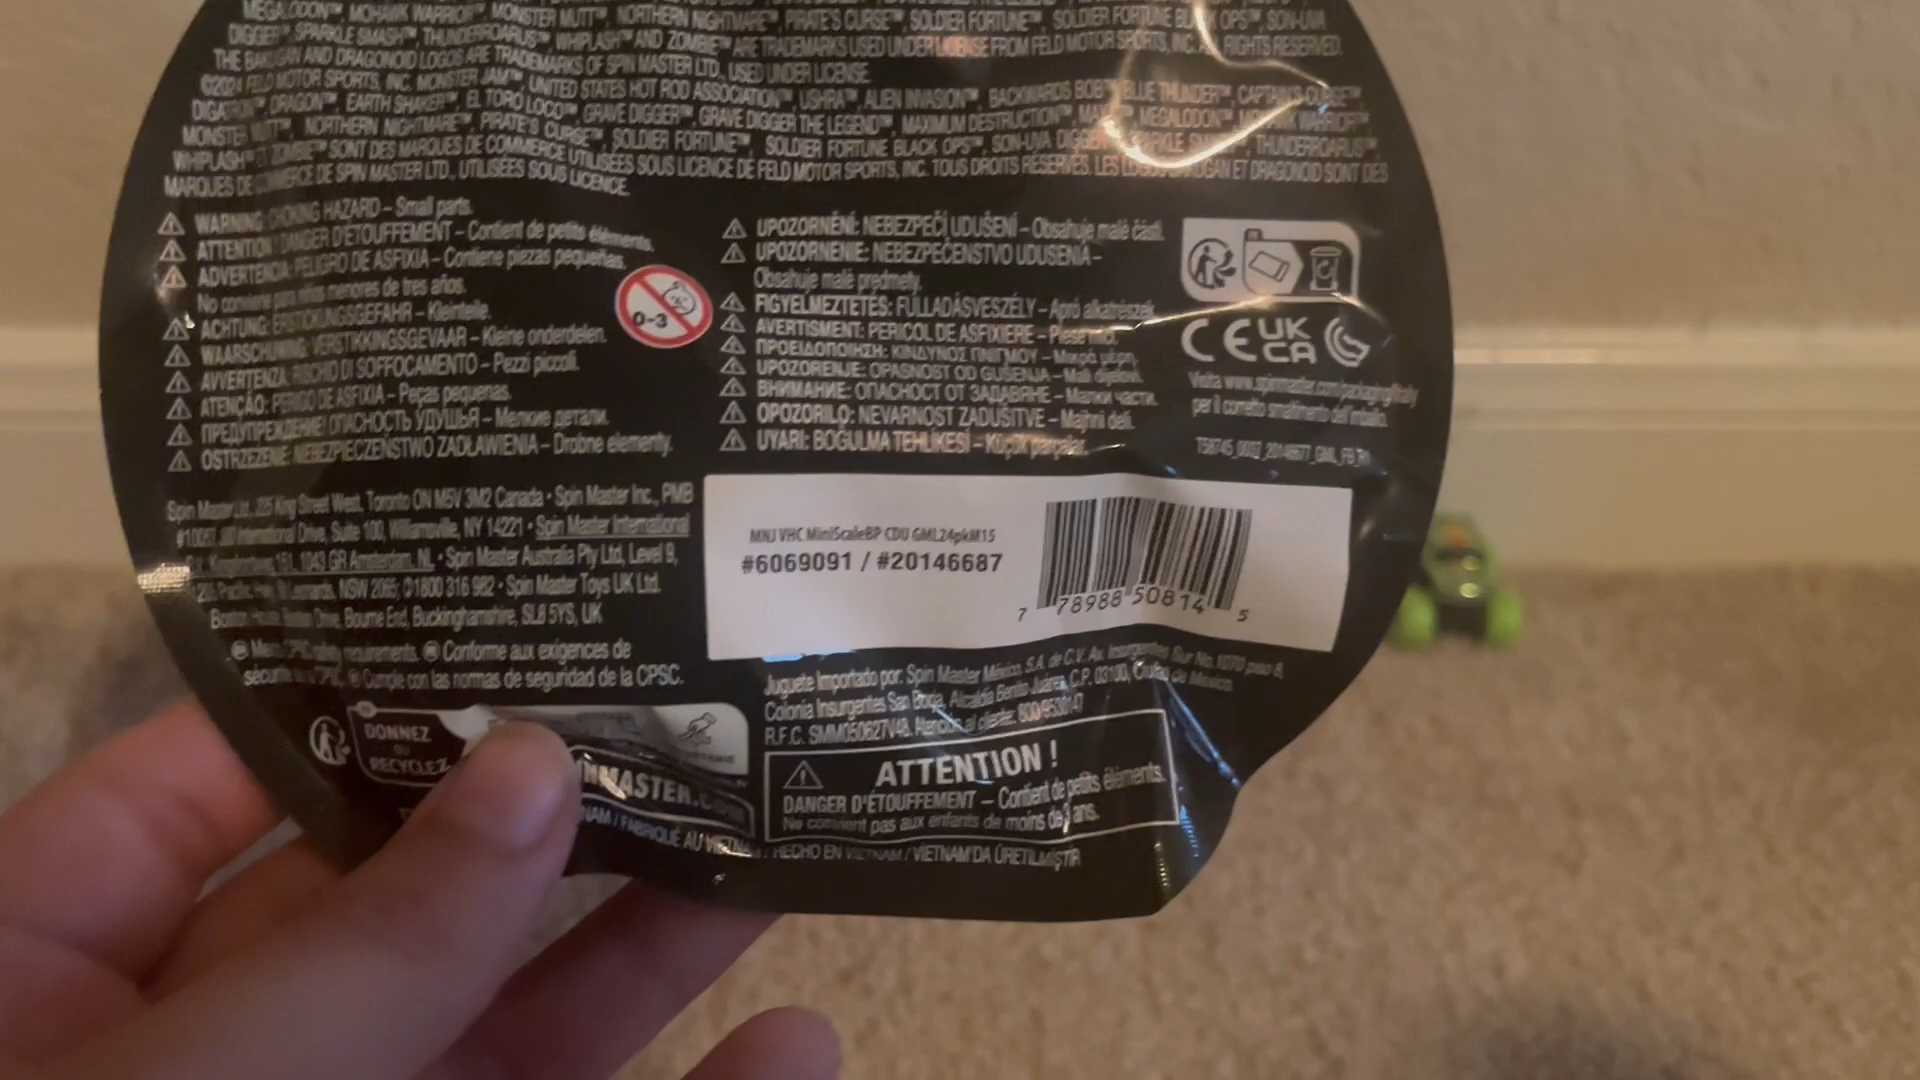 MEGALODON™, MOHAWK WARRIOR™, MONSTER MUTT™, NORTHERN NIGHTMARE™, PIRATE'S CURSE™, SOLDIER FORTUNE™, SOLDIER FORTUNE BLACK OPS™, SON-UVA
DIGGER™, SPARKLE SMASH™, THUNDERROARUS™, WHIPLASH™ AND ZOMBIE™ ARE TRADEMARKS USED UNDER LICENSE FROM FELD MOTOR SPORTS, INC. ALL RIGHTS RESERVED.
THE BAKUGAN AND DRAGONOID LOGOS ARE TRADEMARKS OF SPIN MASTER LTD., USED UNDER LICENSE.
©2024 FELD MOTOR SPORTS, INC. MONSTER JAM™, UNITED STATES HOT ROD ASSOCIATION™, USHRA™, ALIEN INVASION™, BACKWARDS BOB™, BLUE THUNDER™, CAPTAIN'S CURSE™,
DRAGON™, EARTH SHAKER™, EL TORO LOCO™, GRAVE DIGGER™, GRAVE DIGGER THE LEGEND™, MAXIMUM DESTRUCTION™, MEGALODON™, MOHAWK WARRIOR™
MONSTER MUTT™, NORTHERN NIGHTMARE™, PIRATE'S CURSE™, SOLDIER FORTUNE™, SOLDIER FORTUNE BLACK OPS™, SON-UVA DIGGER™, SPARKLE THUNDERROARUS™
WHIPLASH™ ET ZOMBIE™ SONT DES MARQUES DE COMMERCE UTILISÉES SOUS LICENCE DE FELD MOTOR SPORTS, INC. TOUS DROITS RÉSERVÉS. LES LOGOS BAKUGAN ET DRAGONOID SONT DES
MARQUES DE COMMERCE DE SPIN MASTER LTD., UTILISÉES SOUS LICENCE.
WARNING: CHOKING HAZARD – Small parts.
ATTENTION : DANGER D'ÉTOUFFEMENT – Contient de petits éléments.
ADVERTENCIA: PELIGRO DE ASFIXIA – Contiene piezas pequeñas.
No conviene para niños menores de tres años.
ACHTUNG: ERSTICKUNGSGEFAHR – Kleinteile.
WAARSCHUWING: VERSTIKKINGSGEVAAR – Kleine onderdelen.
AVVERTENZA: RISCHIO DI SOFFOCAMENTO – Pezzi piccoli.
ATENÇÃO: PERIGO DE ASFIXIA – Peças pequenas.
ПРЕДУПРЕЖДЕНИЕ! ОПАСНОСТЬ УДУШЬЯ – Мелкие детали.
OSTRZEŻENIE: NIEBEZPIECZEŃSTWO ZADŁAWIENIA – Drobne elementy.
0-3
UPOZORNĚNÍ: NEBEZPEČÍ UDUŠENÍ – Obsahuje malé části.
UPOZORNENIE: NEBEZPEČENSTVO UDUSENIA –
Obsahuje malé predmety.
FIGYELMEZTETÉS: FULLADÁSVESZÉLY – Apró alkatrészek.
AVERTISMENT: PERICOL DE ASFIXIERE – Piese mici.
ΠΡΟΕΙΔΟΠΟΙΗΣΗ: ΚΙΝΔΥΝΟΣ ΠΝΙΓΜΟΥ – Μικρά μέρη.
UPOZORENJE: OPASNOST OD GUŠENJA – Mali dijelovi.
ВНИМАНИЕ: ОПАСНОСТ ОТ ЗАДАВЯНЕ – Малки части.
OPOZORILO: NEVARNOST ZADUŠITVE – Majhni deli.
UYARI: BOĞULMA TEHLİKESİ – Küçük parçalar.
CE UK CA
Visita www.spinmaster.com/packagingitaly
per il corretto smaltimento dell'imballo.
Spin Master Ltd., 225 King Street West, Toronto ON M5V 3M2 Canada • Spin Master Inc., PMB
#10087, International Drive, Suite 100, Williamsville, NY 14221 • Spin Master International
Kingsfordweg 151, 1043 GR Amsterdam, NL • Spin Master Australia Pty Ltd, Level 9,
Pacific NSW 2065; 1800 316 982 • Spin Master Toys UK Ltd.
Drive, Bourne End, Buckinghamshire, SL8 5YS, UK
Meets CPSC safety requirements. Conforme aux exigences de
sécurité de la CPSC. Cumple con las normas de seguridad de la CPSC.
MNJ VHC MiniScaleBP CDU GML24pkM15
#6069091 / #20146687
7 78988 50814 5
Juguete Importado por: Spin Master México, S.A. de C.V. Av. Insurgentes Sur No. 1070 piso 8,
Colonia Insurgentes San Borja, Alcaldía Benito Juárez, C.P. 03100, Ciudad de México
R.F.C. SMM050627V48. Atención al cliente:
DONNEZ
OU
RECYCLEZ
ATTENTION !
DANGER D'ÉTOUFFEMENT – Contient de petits éléments.
Ne convient pas aux enfants de moins de 3 ans.
FABRIQUÉ AU VIETNAM / HECHO EN VIETNAM / VIETNAM'DA ÜRETİLMİŞTİR